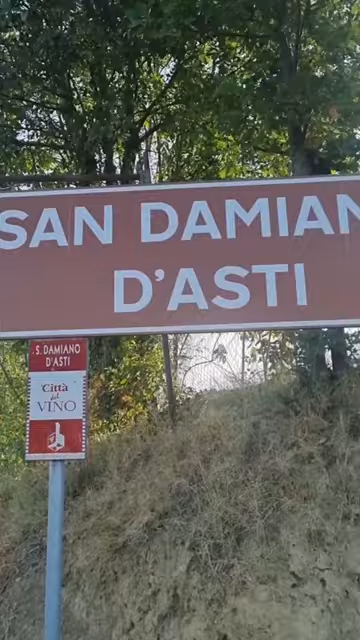 SAN DAMIAN
D'ASTI
S. DAMIANO
D'ASTI
Città
del
VINO